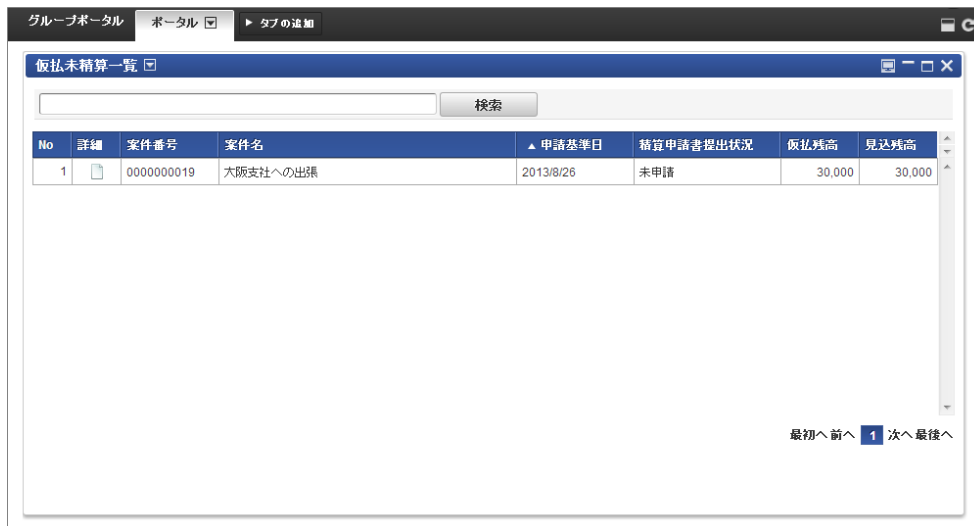 グループポータル ポータル ▶ タブの追加
仮払未精算一覧
検索
No 詳細 案件番号 案件名 ▲ 申請基準日 精算申請書提出状況 仮払残高 見込残高
1 0000000019 大阪支社への出張 2013/8/26 未申請 30,000 30,000
最初へ 前へ 1 次へ 最後へ